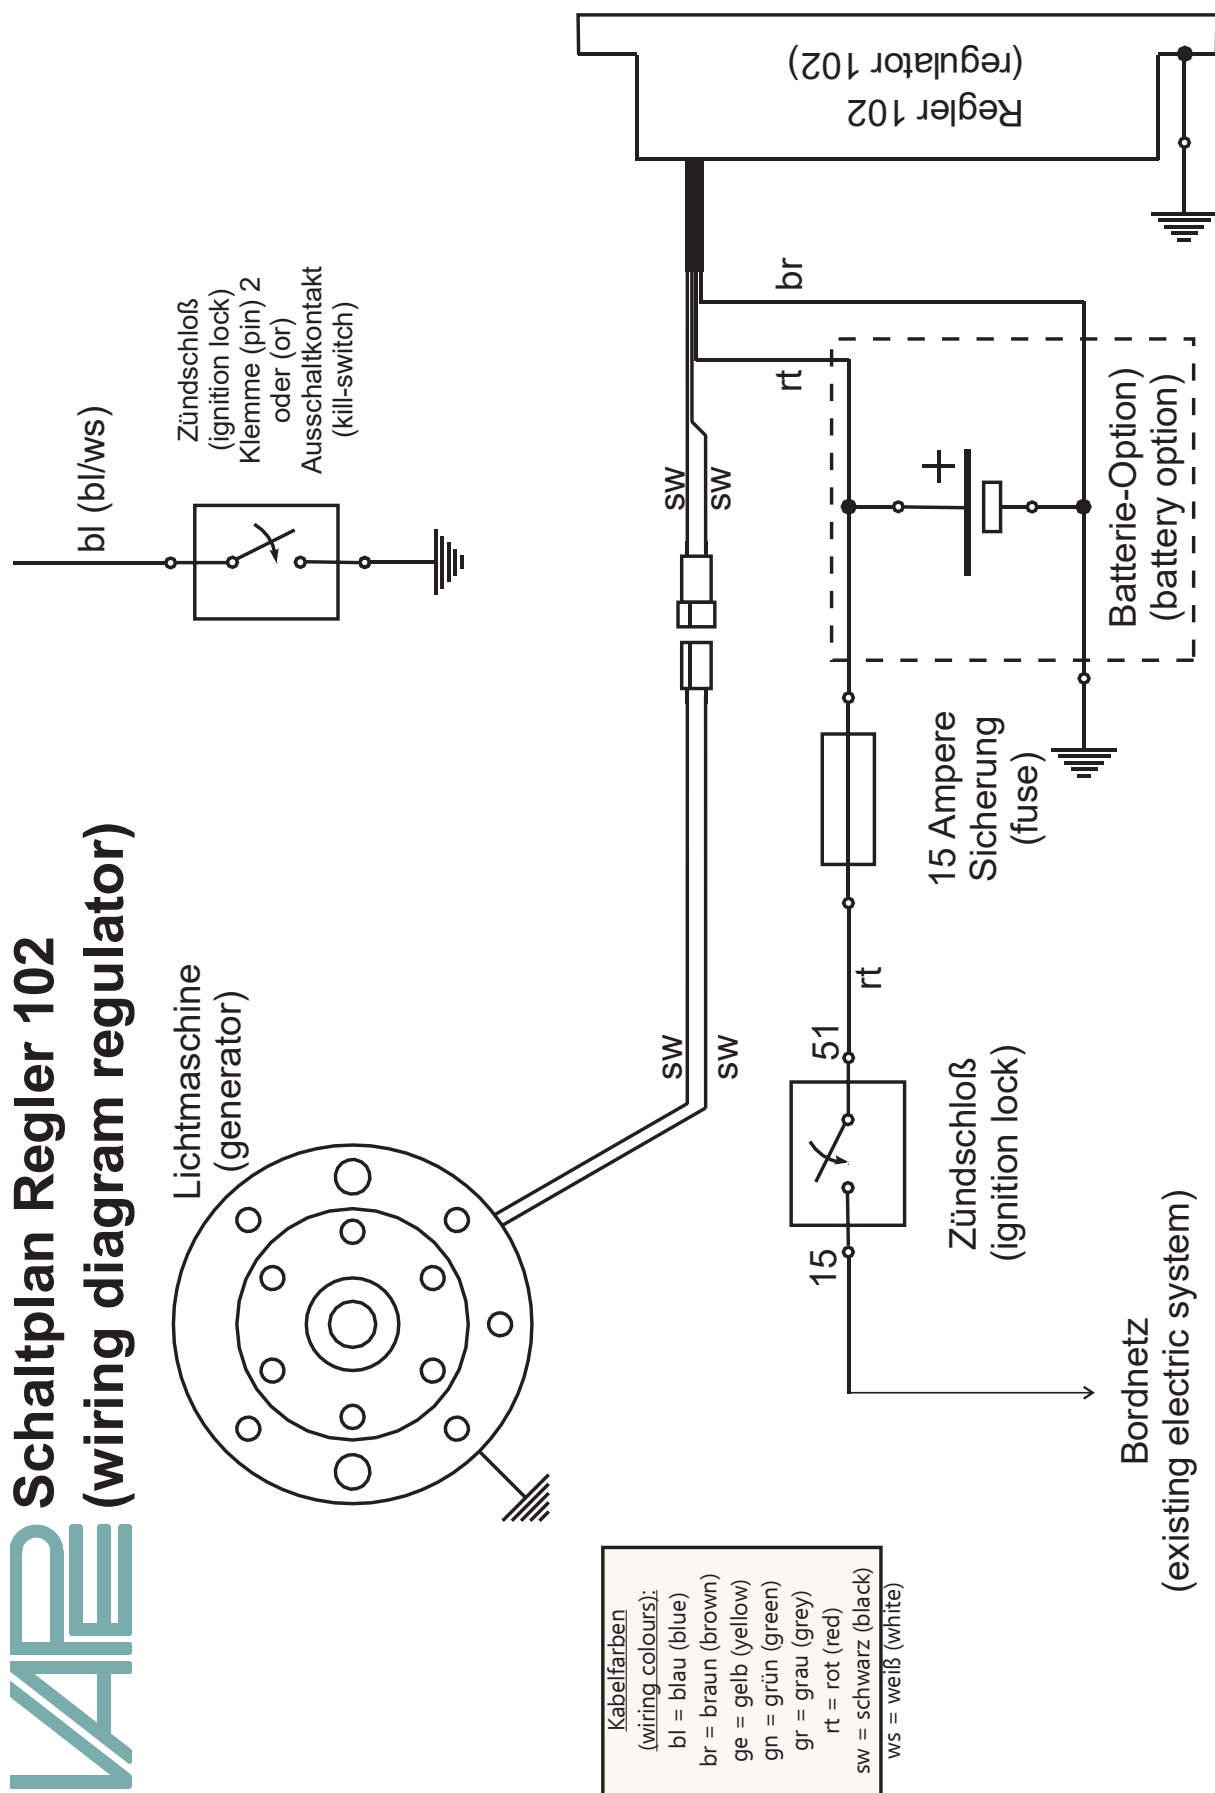 VAPE
Schaltplan Regler 102
(wiring diagram regulator)
Lichtmaschine
(generator)
bl (bl/ws)
Zündschloß
(ignition lock)
Klemme (pin) 2
oder (or)
Ausschaltkontakt
(kill-switch)
sw
sw
sw
sw
Regler 102
(regulator 102)
br
rt
+
Batterie-Option)
(battery option)
15 Ampere
Sicherung
(fuse)
rt
51
15
Zündschloß
(ignition lock)
Bordnetz
(existing electric system)
Kabelfarben
(wiring colours):
bl = blau (blue)
br = braun (brown)
ge = gelb (yellow)
gn = grün (green)
gr = grau (grey)
rt = rot (red)
sw = schwarz (black)
ws = weiß (white)